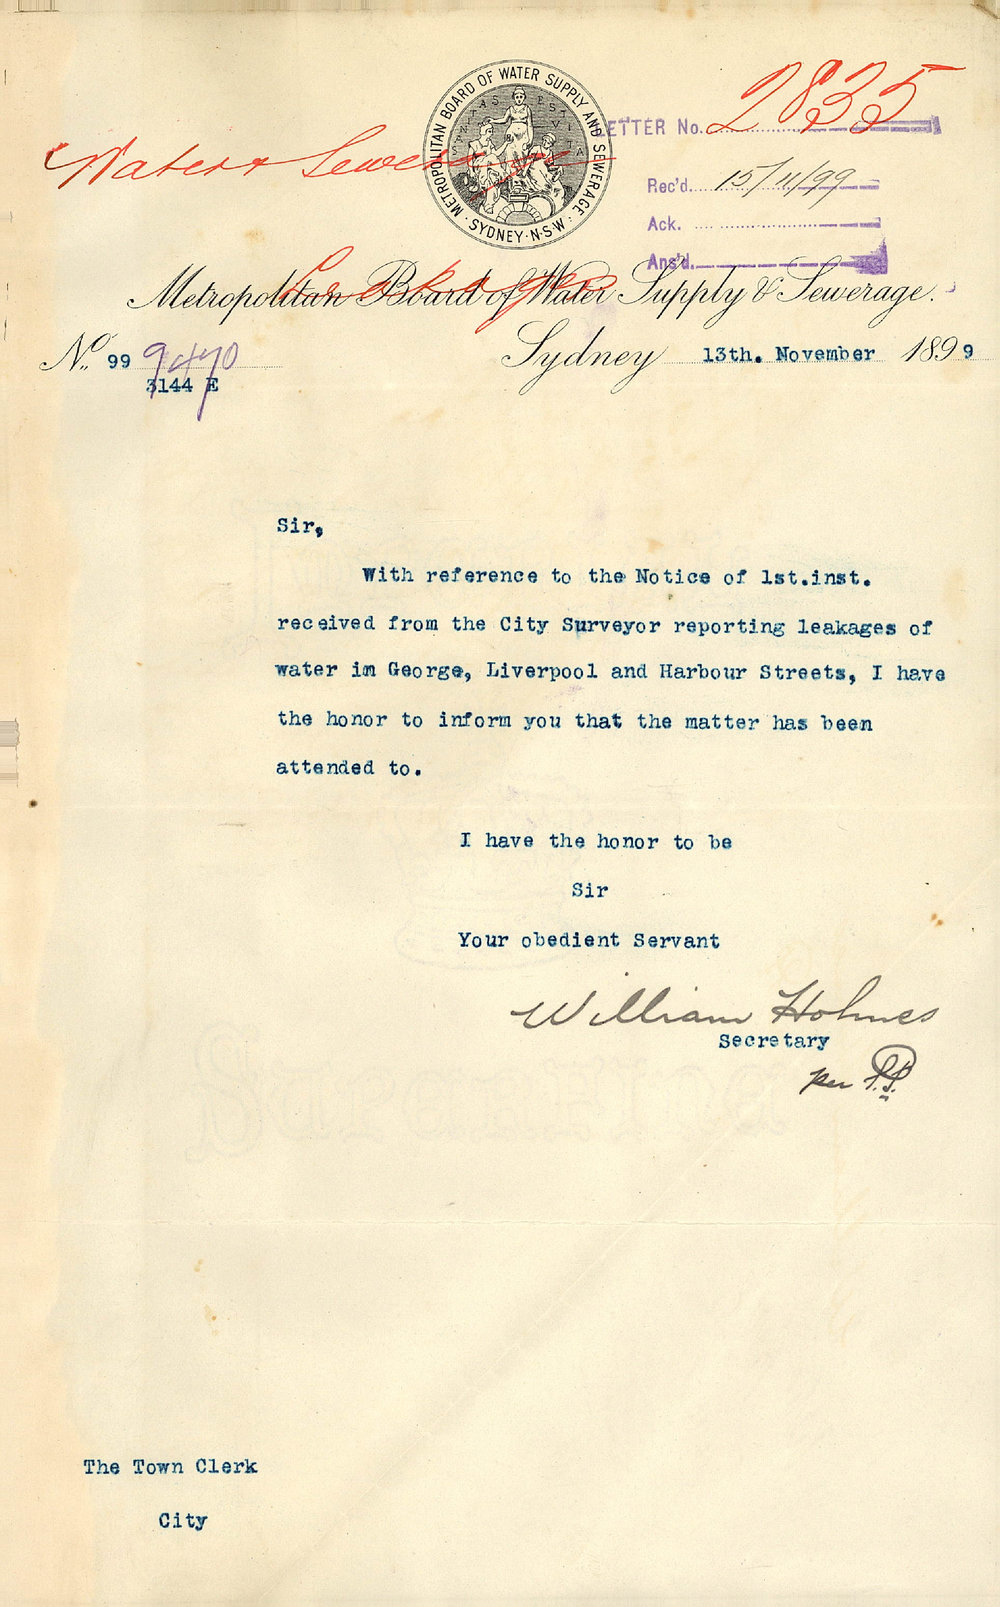 METROPOLITAN BOARD OF WATER SUPPLY AND SEWERAGE
SYDNEY · N·S·W
LETTER No. 2835
Water & Sewerage
Rec'd. 15/11/99
Ack.
Ans'd.
Leakages
Metropolitan Board of Water Supply & Sewerage.
No. 99 9470
3144 E
Sydney 13th. November 1899
Sir,
With reference to the Notice of 1st.inst.
received from the City Surveyor reporting leakages of
water in George, Liverpool and Harbour Streets, I have
the honor to inform you that the matter has been
attended to.
I have the honor to be
Sir
Your obedient Servant
William Holmes
Secretary
per
The Town Clerk
City